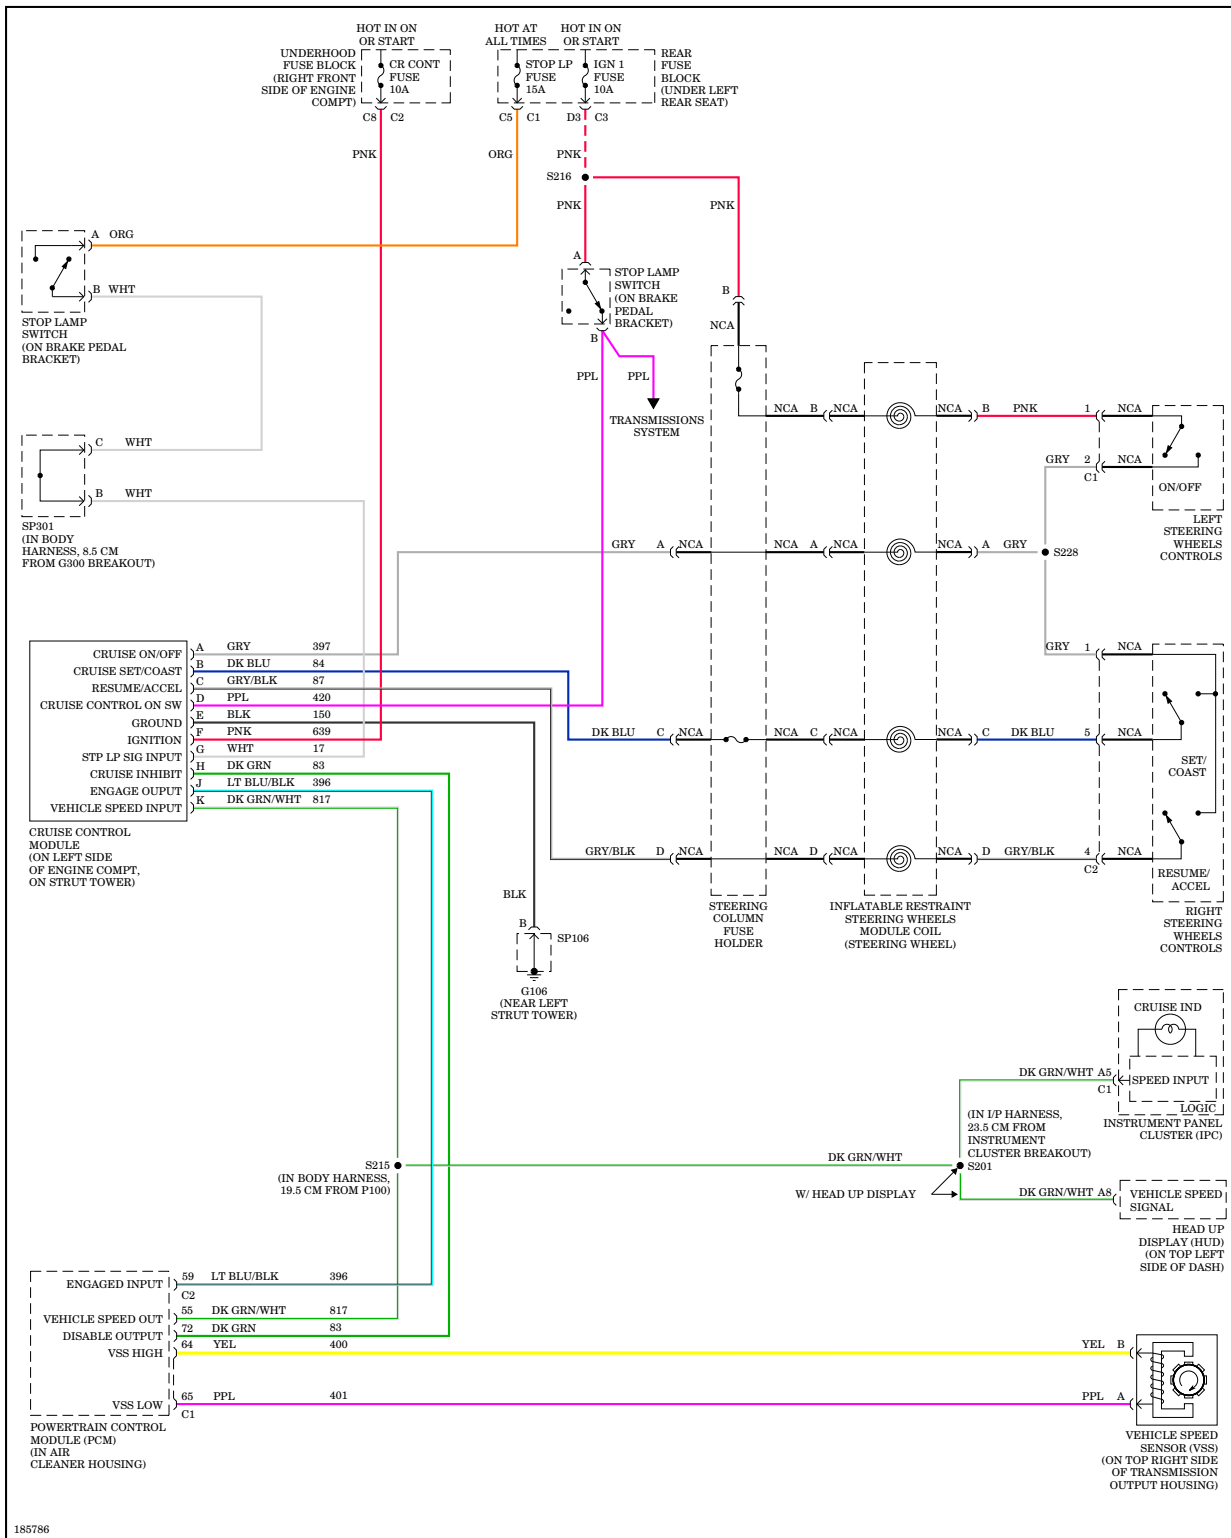 HOT IN ON
OR START
HOT AT
ALL TIMES
HOT IN ON
OR START
UNDERHOOD
FUSE BLOCK
(RIGHT FRONT
SIDE OF ENGINE
COMPT)
CR CONT
FUSE
10A
STOP LP
FUSE
15A
IGN 1
FUSE
10A
REAR
FUSE
BLOCK
(UNDER LEFT
REAR SEAT)
C8 C2
C5 C1
D3 C3
PNK
ORG
PNK
S216
PNK
PNK
A ORG
B WHT
STOP LAMP
SWITCH
(ON BRAKE PEDAL
BRACKET)
A
STOP LAMP
SWITCH
(ON BRAKE
PEDAL
BRACKET)
B
B
NCA
PPL
PPL
TRANSMISSIONS
SYSTEM
NCA B NCA
NCA B PNK 1 NCA
GRY 2 NCA
C1
ON/OFF
LEFT
STEERING
WHEELS
CONTROLS
C WHT
B WHT
SP301
(IN BODY
HARNESS, 8.5 CM
FROM G300 BREAKOUT)
GRY A NCA
NCA A NCA
NCA A GRY
S228
GRY 1 NCA
CRUISE ON/OFF A GRY 397
CRUISE SET/COAST B DK BLU 84
RESUME/ACCEL C GRY/BLK 87
CRUISE CONTROL ON SW D PPL 420
GROUND E BLK 150
IGNITION F PNK 639
STP LP SIG INPUT G WHT 17
CRUISE INHIBIT H DK GRN 83
ENGAGE OUPUT J LT BLU/BLK 396
VEHICLE SPEED INPUT K DK GRN/WHT 817
CRUISE CONTROL
MODULE
(ON LEFT SIDE
OF ENGINE COMPT,
ON STRUT TOWER)
DK BLU C NCA
NCA C NCA
NCA C DK BLU 5 NCA
SET/
COAST
GRY/BLK D NCA
NCA D NCA
NCA D GRY/BLK 4 NCA
C2
RESUME/
ACCEL
RIGHT
STEERING
WHEELS
CONTROLS
STEERING
COLUMN
FUSE
HOLDER
INFLATABLE RESTRAINT
STEERING WHEELS
MODULE COIL
(STEERING WHEEL)
BLK
B
SP106
G106
(NEAR LEFT
STRUT TOWER)
CRUISE IND
DK GRN/WHT A5
C1
SPEED INPUT
LOGIC
INSTRUMENT PANEL
CLUSTER (IPC)
(IN I/P HARNESS,
23.5 CM FROM
INSTRUMENT
CLUSTER BREAKOUT)
S201
S215
(IN BODY HARNESS,
19.5 CM FROM P100)
DK GRN/WHT
W/ HEAD UP DISPLAY
DK GRN/WHT A8
VEHICLE SPEED
SIGNAL
HEAD UP
DISPLAY (HUD)
(ON TOP LEFT
SIDE OF DASH)
ENGAGED INPUT 59 LT BLU/BLK 396
C2
VEHICLE SPEED OUT 55 DK GRN/WHT 817
DISABLE OUTPUT 72 DK GRN 83
VSS HIGH 64 YEL 400
VSS LOW 65 PPL 401
C1
POWERTRAIN CONTROL
MODULE (PCM)
(IN AIR
CLEANER HOUSING)
YEL B
PPL A
VEHICLE SPEED
SENSOR (VSS)
(ON TOP RIGHT SIDE
OF TRANSMISSION
OUTPUT HOUSING)
185786